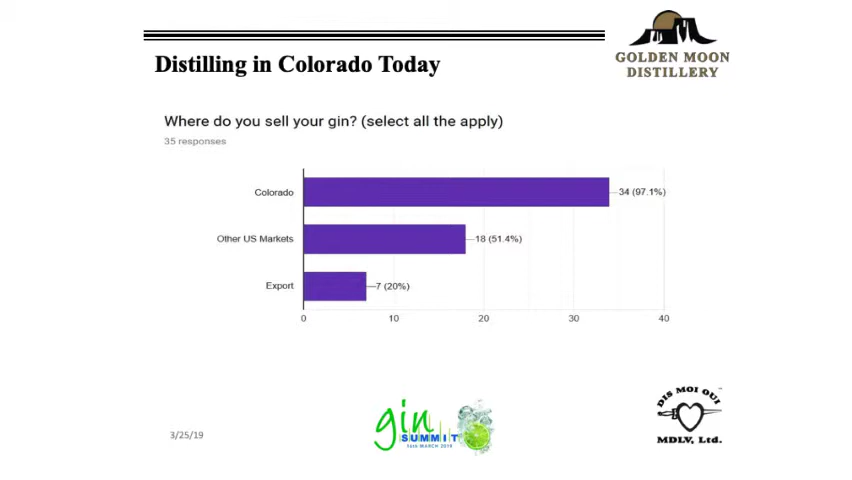 GOLDEN MOON
DISTILLERY
Distilling in Colorado Today
Where do you sell your gin? (select all the apply)
35 responses
Colorado
34 (97.1%)
Other US Markets
18 (51.4%)
Export
7 (20%)
0 10 20 30 40
3/25/19
gin
SUMMIT
MARCH 2019
DIS MOI OUI
MDLV, Ltd.